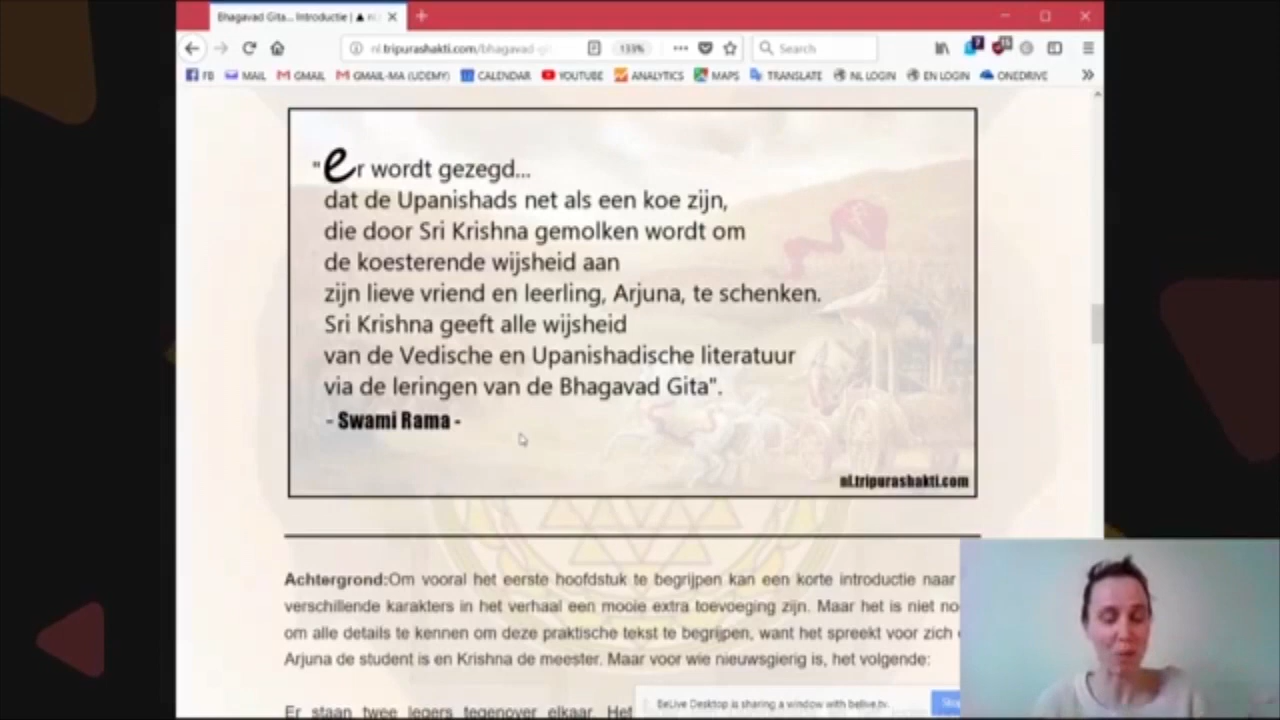 Bhagavad Gita... Introductie | ▲ 
nl.tripurashakti.com/bhagavad-gi
133%
Search
FB
MAIL
GMAIL
GMAIL-MA (UDEMY)
CALENDAR
YOUTUBE
ANALYTICS
MAPS
TRANSLATE
NL LOGIN
EN LOGIN
ONEDRIVE
"er wordt gezegd...
dat de Upanishads net als een koe zijn,
die door Sri Krishna gemolken wordt om
de koesterende wijsheid aan
zijn lieve vriend en leerling, Arjuna, te schenken.
Sri Krishna geeft alle wijsheid
van de Vedische en Upanishadische literatuur
via de leringen van de Bhagavad Gita".
- Swami Rama -
nl.tripurashakti.com
Achtergrond:Om vooral het eerste hoofdstuk te begrijpen kan een korte introductie naar
verschillende karakters in het verhaal een mooie extra toevoeging zijn. Maar het is niet no
om alle details te kennen om deze praktische tekst te begrijpen, want het spreekt voor zich
Arjuna de student is en Krishna de meester. Maar voor wie nieuwsgierig is, het volgende:
Er staan twee legers tegenover elkaar. Het
BeLive Desktop is sharing a window with belive.tv.